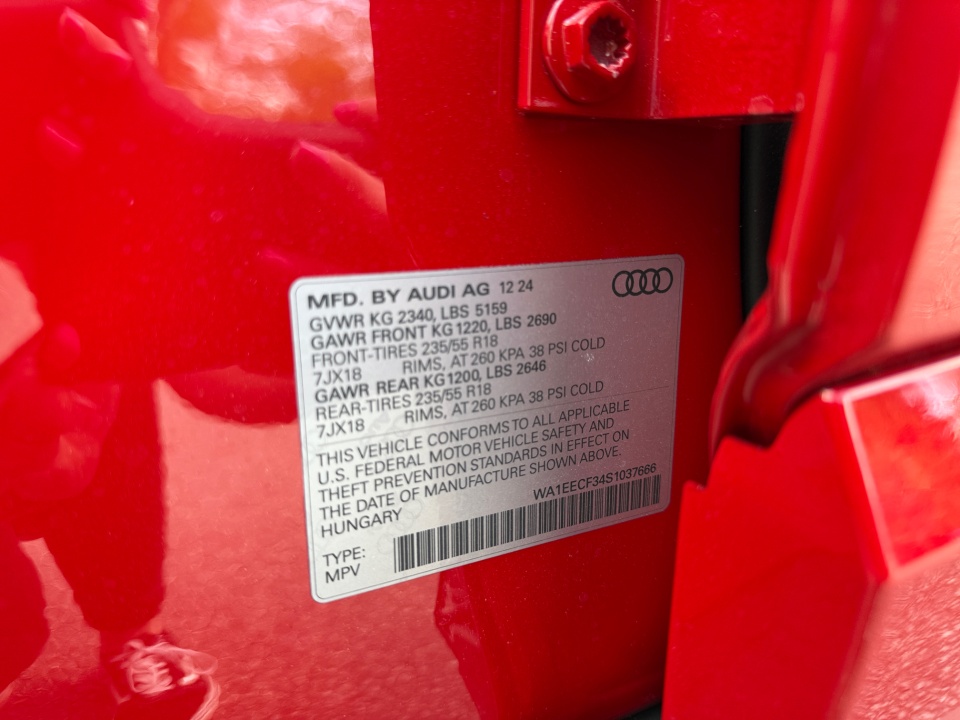 MFD. BY AUDI AG 12 24
GVWR KG 2340, LBS 5159
GAWR FRONT KG 1220, LBS 2690
FRONT-TIRES 235/55 R18
7JX18 RIMS, AT 260 KPA 38 PSI COLD
GAWR REAR KG 1200, LBS 2646
REAR-TIRES 235/55 R18
7JX18 RIMS, AT 260 KPA 38 PSI COLD
THIS VEHICLE CONFORMS TO ALL APPLICABLE
U.S. FEDERAL MOTOR VEHICLE SAFETY AND
THEFT PREVENTION STANDARDS IN EFFECT ON
THE DATE OF MANUFACTURE SHOWN ABOVE.
HUNGARY WA1EECF34S1037666
TYPE:
MPV